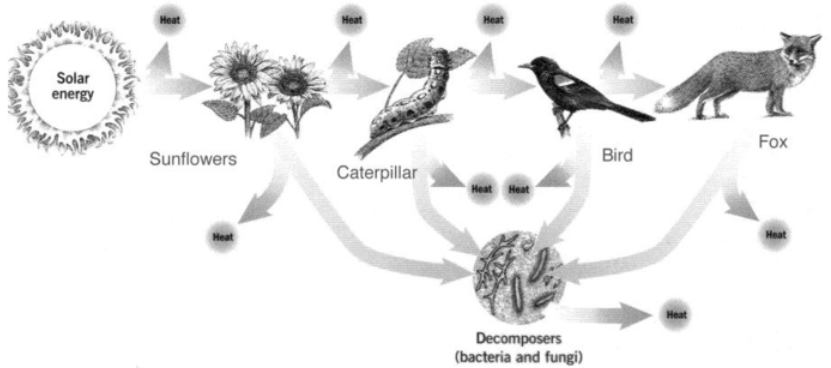 Heat
Heat
Heat
Heat
Solar
energy
Sunflowers
Caterpillar
Bird
Fox
Heat
Heat
Heat
Heat
Heat
Decomposers
(bacteria and fungi)